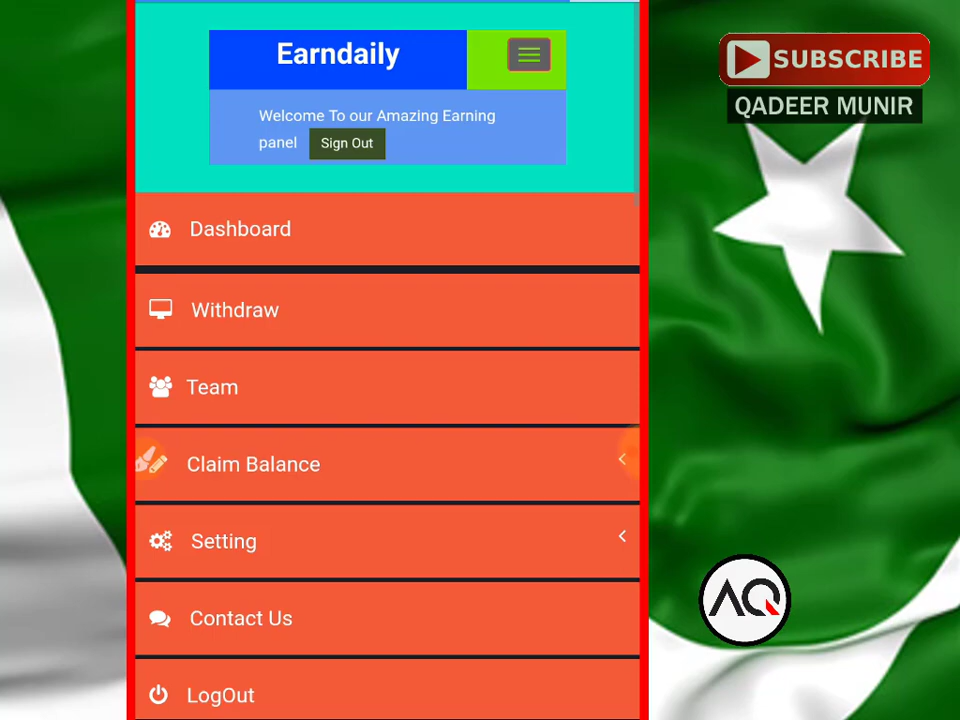 Earndaily
Welcome To our Amazing Earning
panel Sign Out
SUBSCRIBE
QADEER MUNIR
Dashboard
Withdraw
Team
Claim Balance
Setting
Contact Us
LogOut
AQ